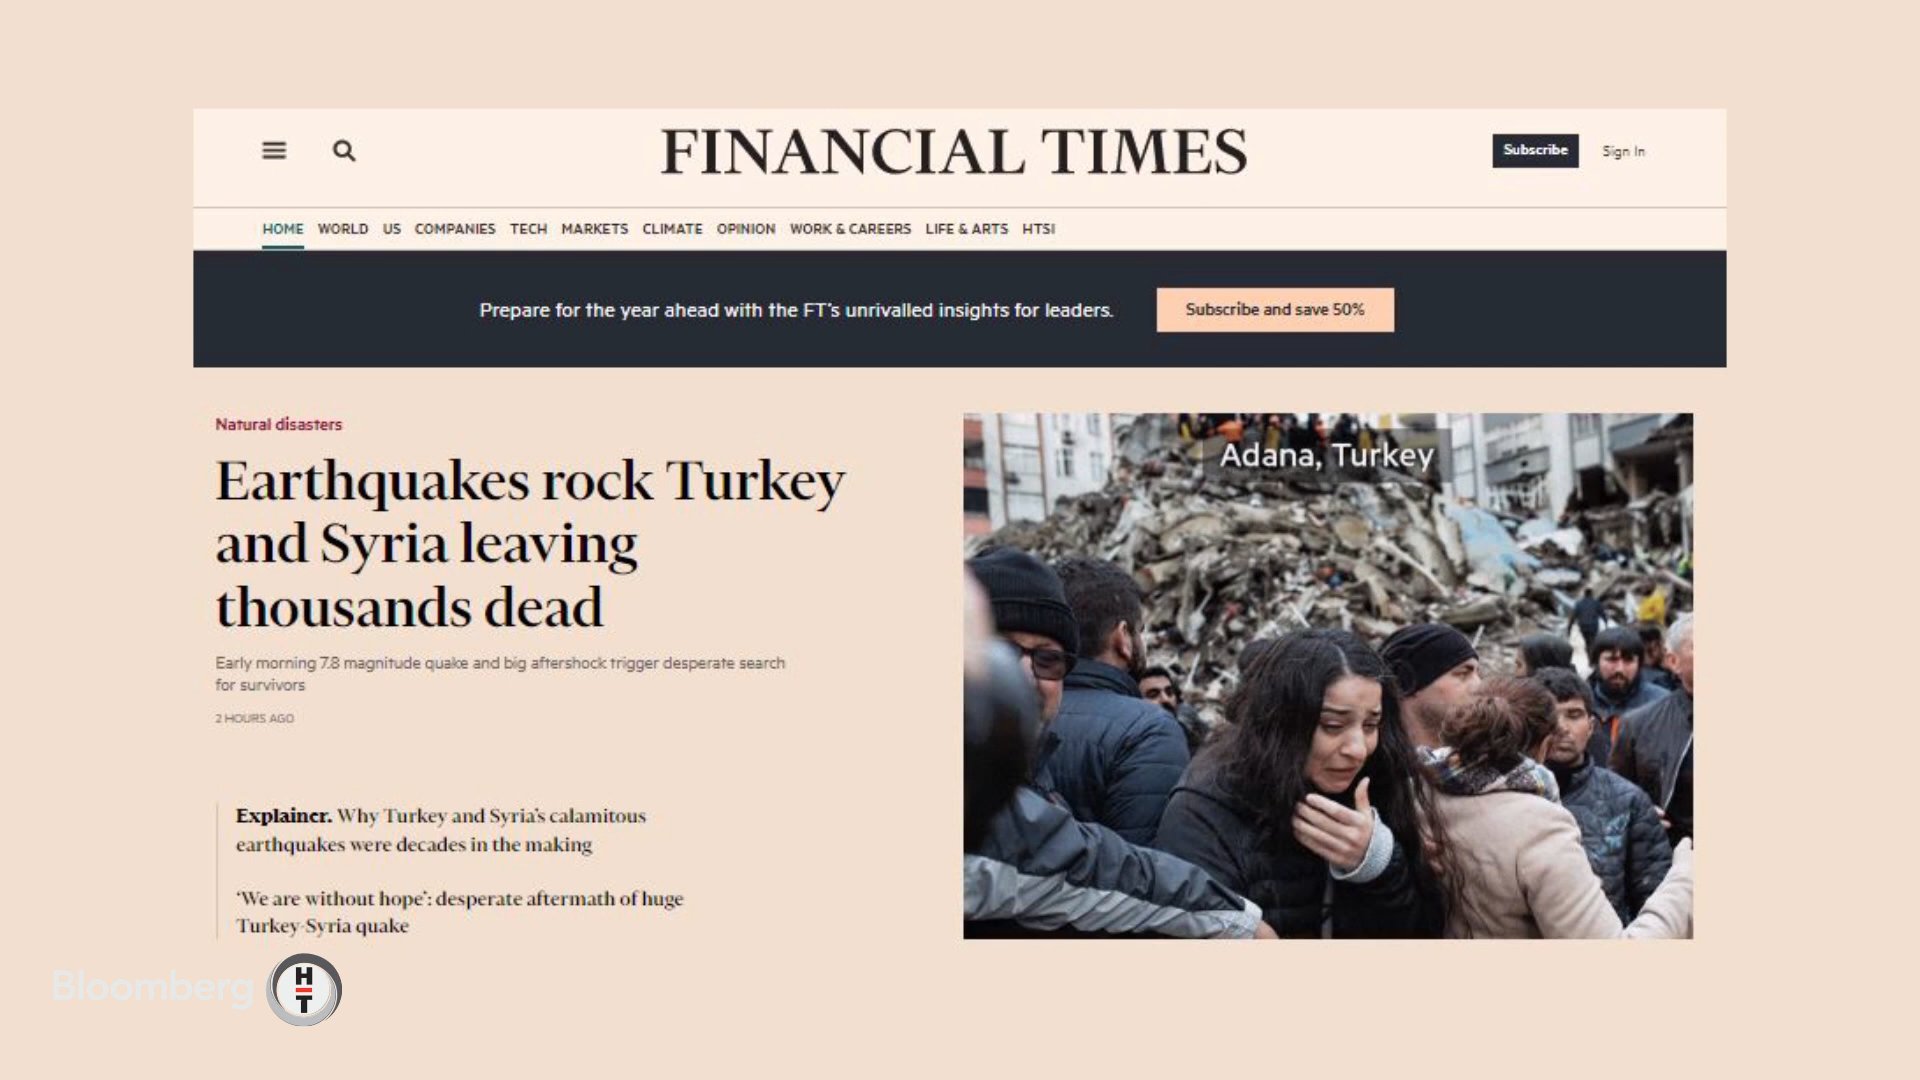 FINANCIAL TIMES
Subscribe
Sign In
HOME WORLD US COMPANIES TECH MARKETS CLIMATE OPINION WORK & CAREERS LIFE & ARTS HTSI
Prepare for the year ahead with the FT's unrivalled insights for leaders.
Subscribe and save 50%
Natural disasters
Earthquakes rock Turkey
and Syria leaving
thousands dead
Early morning 7.8 magnitude quake and big aftershock trigger desperate search
for survivors
2 HOURS AGO
Explainer. Why Turkey and Syria's calamitous
earthquakes were decades in the making
‘We are without hope’: desperate aftermath of huge
Turkey-Syria quake
Adana, Turkey
Bloomberg HT